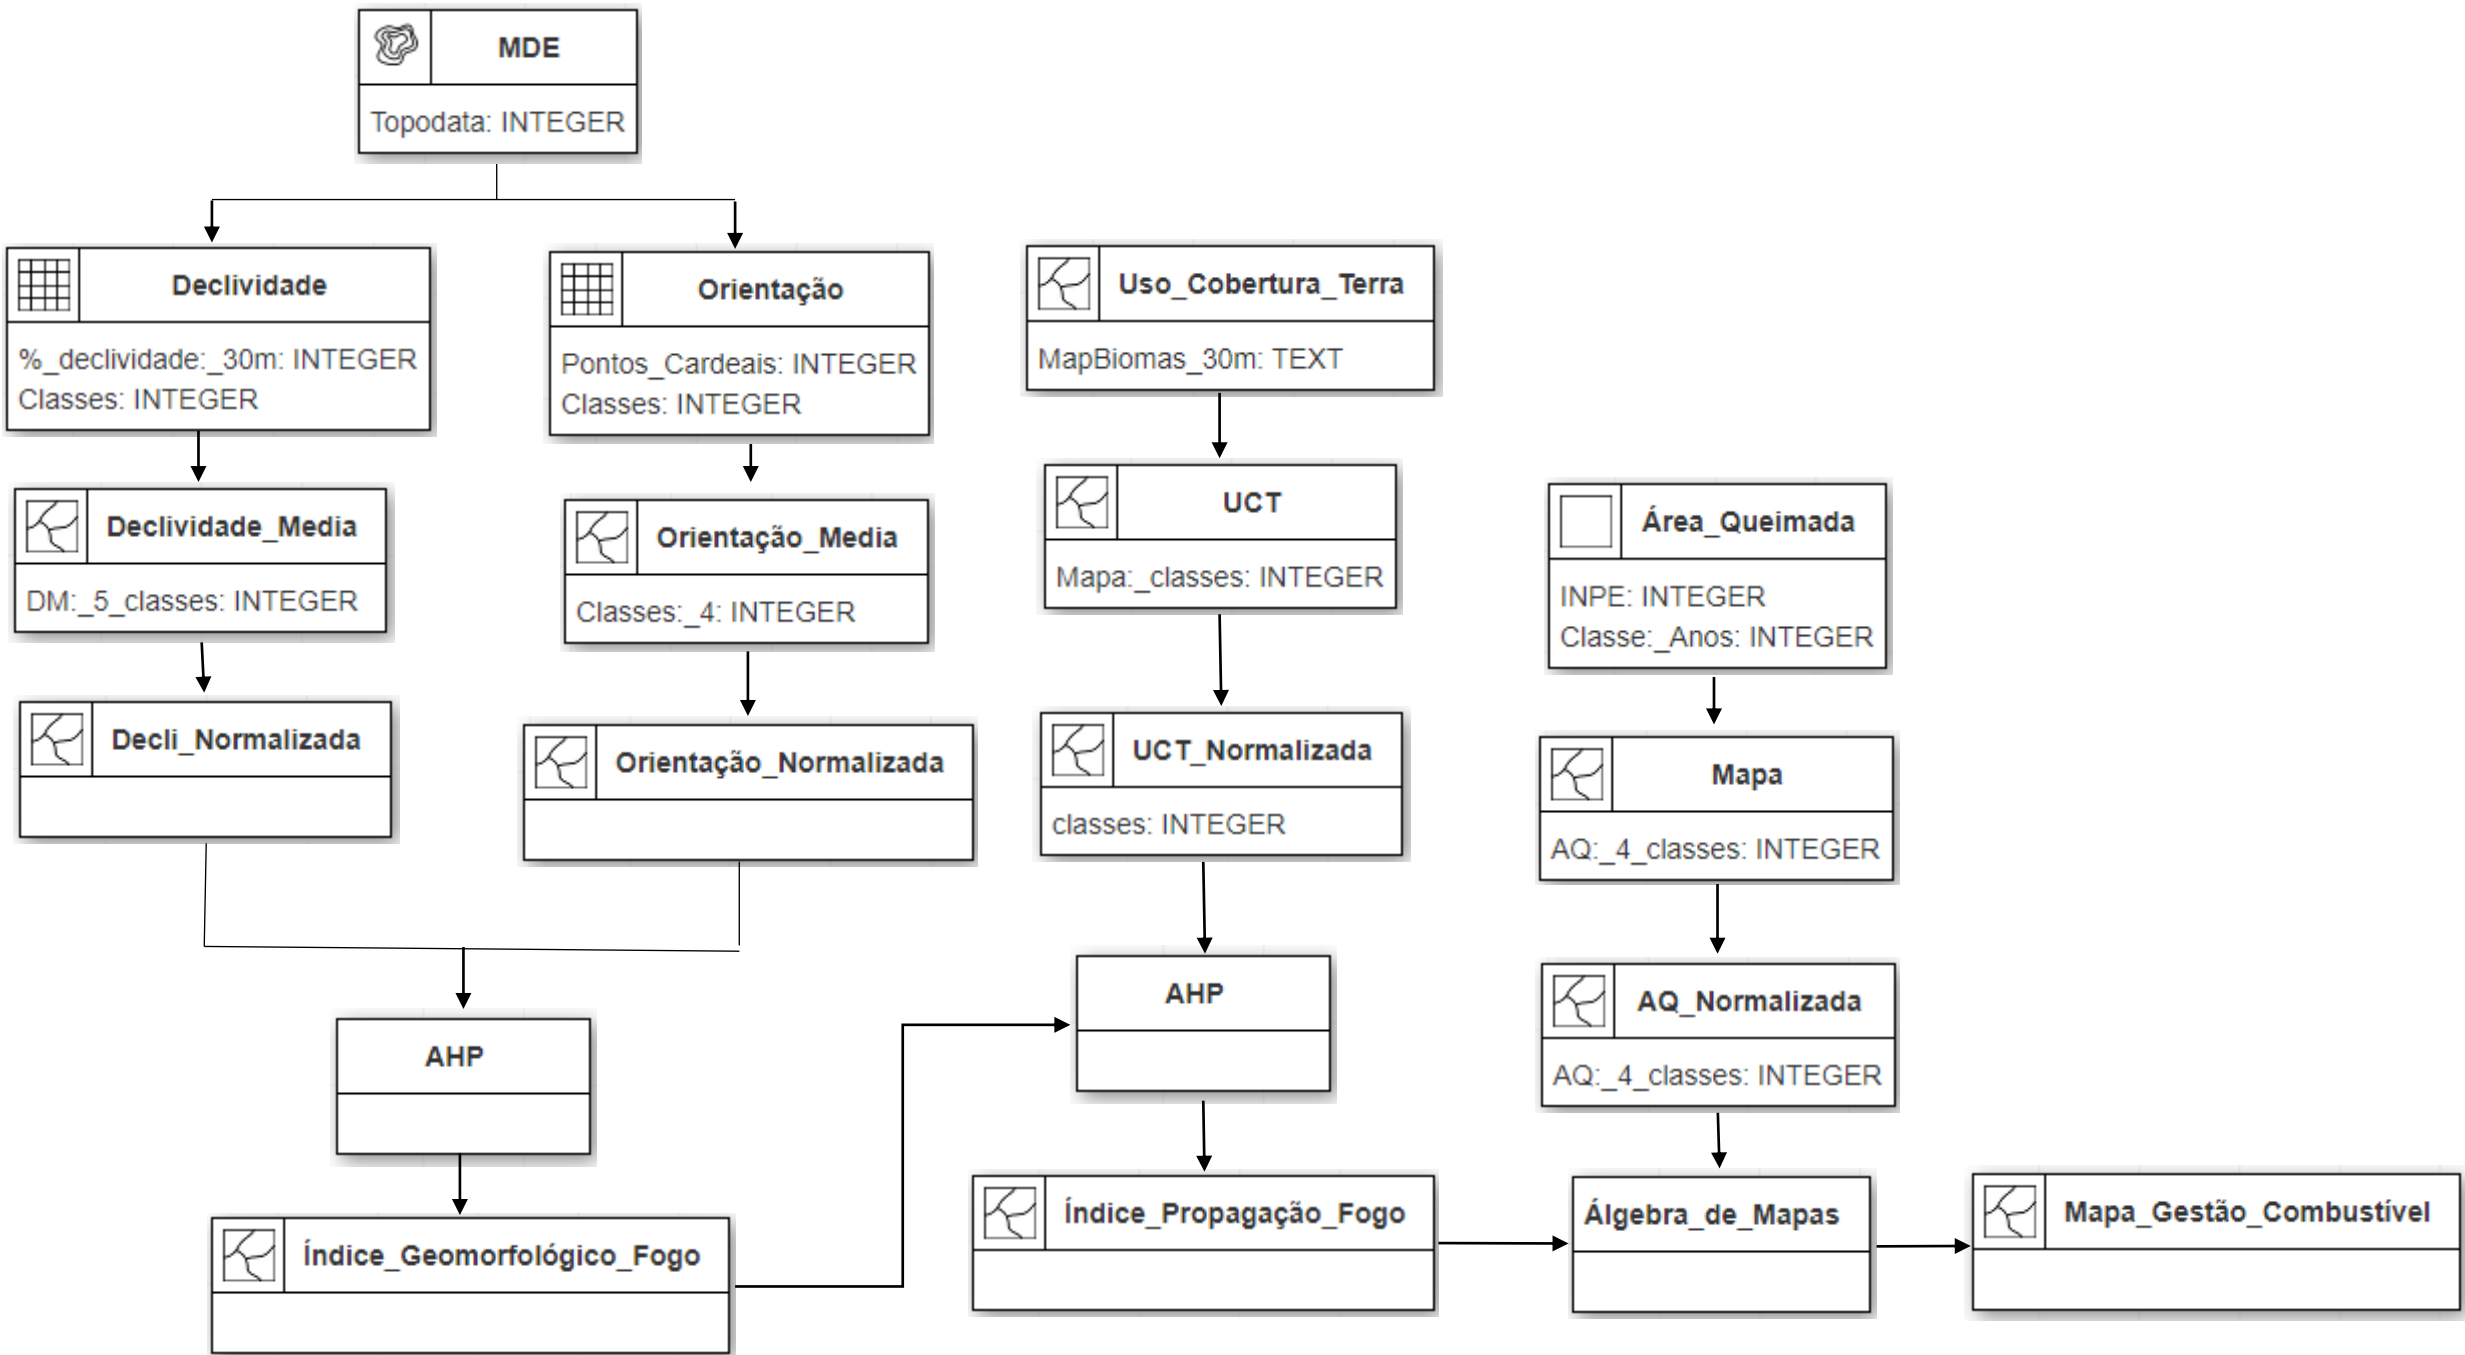 MDE
Topodata: INTEGER
Declividade
%_declividade:_30m: INTEGER
Classes: INTEGER
Orientação
Pontos_Cardeais: INTEGER
Classes: INTEGER
Uso_Cobertura_Terra
MapBiomas_30m: TEXT
Declividade_Media
DM:_5_classes: INTEGER
Orientação_Media
Classes:_4: INTEGER
UCT
Mapa:_classes: INTEGER
Área_Queimada
INPE: INTEGER
Classe:_Anos: INTEGER
Decli_Normalizada
Orientação_Normalizada
UCT_Normalizada
classes: INTEGER
Mapa
AQ:_4_classes: INTEGER
AHP
AHP
AQ_Normalizada
AQ:_4_classes: INTEGER
Índice_Geomorfológico_Fogo
Índice_Propagação_Fogo
Álgebra_de_Mapas
Mapa_Gestão_Combustível